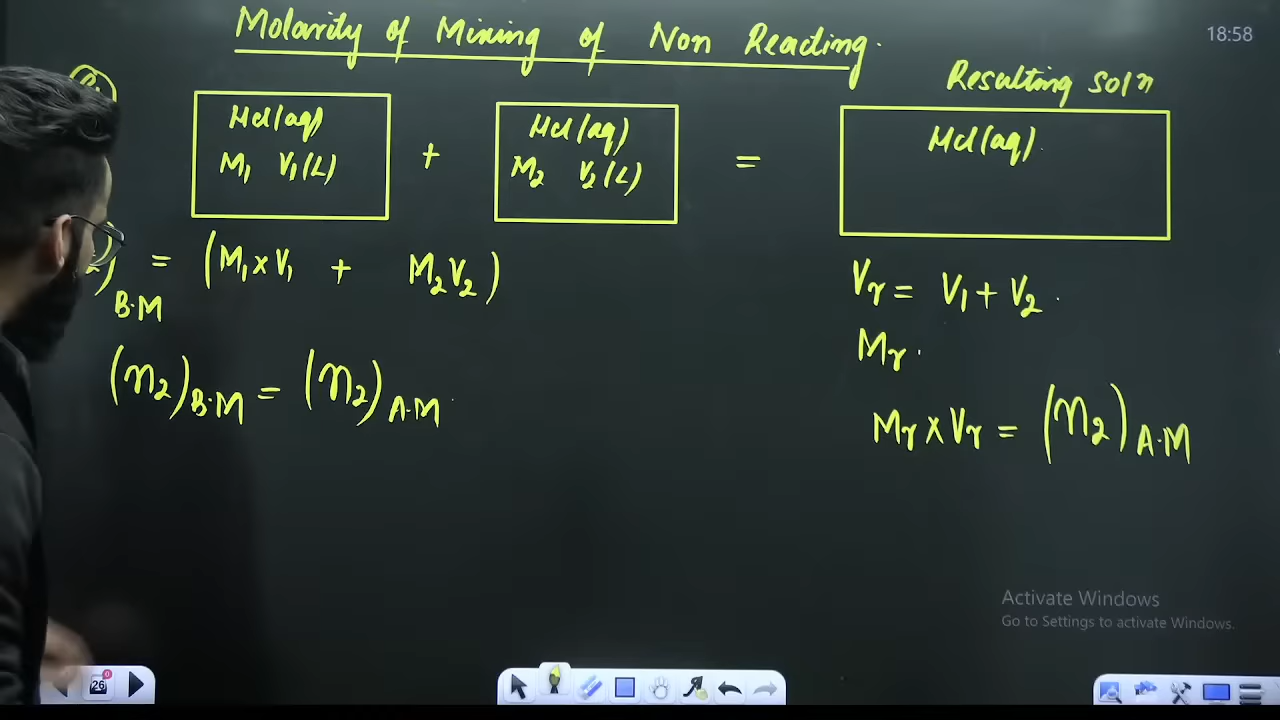 Molarity of Mixing of Non Reacting.
18:58
Resulting soln
HCl(aq)
M₁ V₁(L)
+
HCl(aq)
M₂ V₂(L)
=
HCl(aq).
)B.M = (M₁×V₁ + M₂V₂)
Vr = V₁ + V₂.
Mr.
(n₂)B.M = (n₂)A.M.
Mr×Vr = (n₂)A.M
Activate Windows
Go to Settings to activate Windows.
26
0